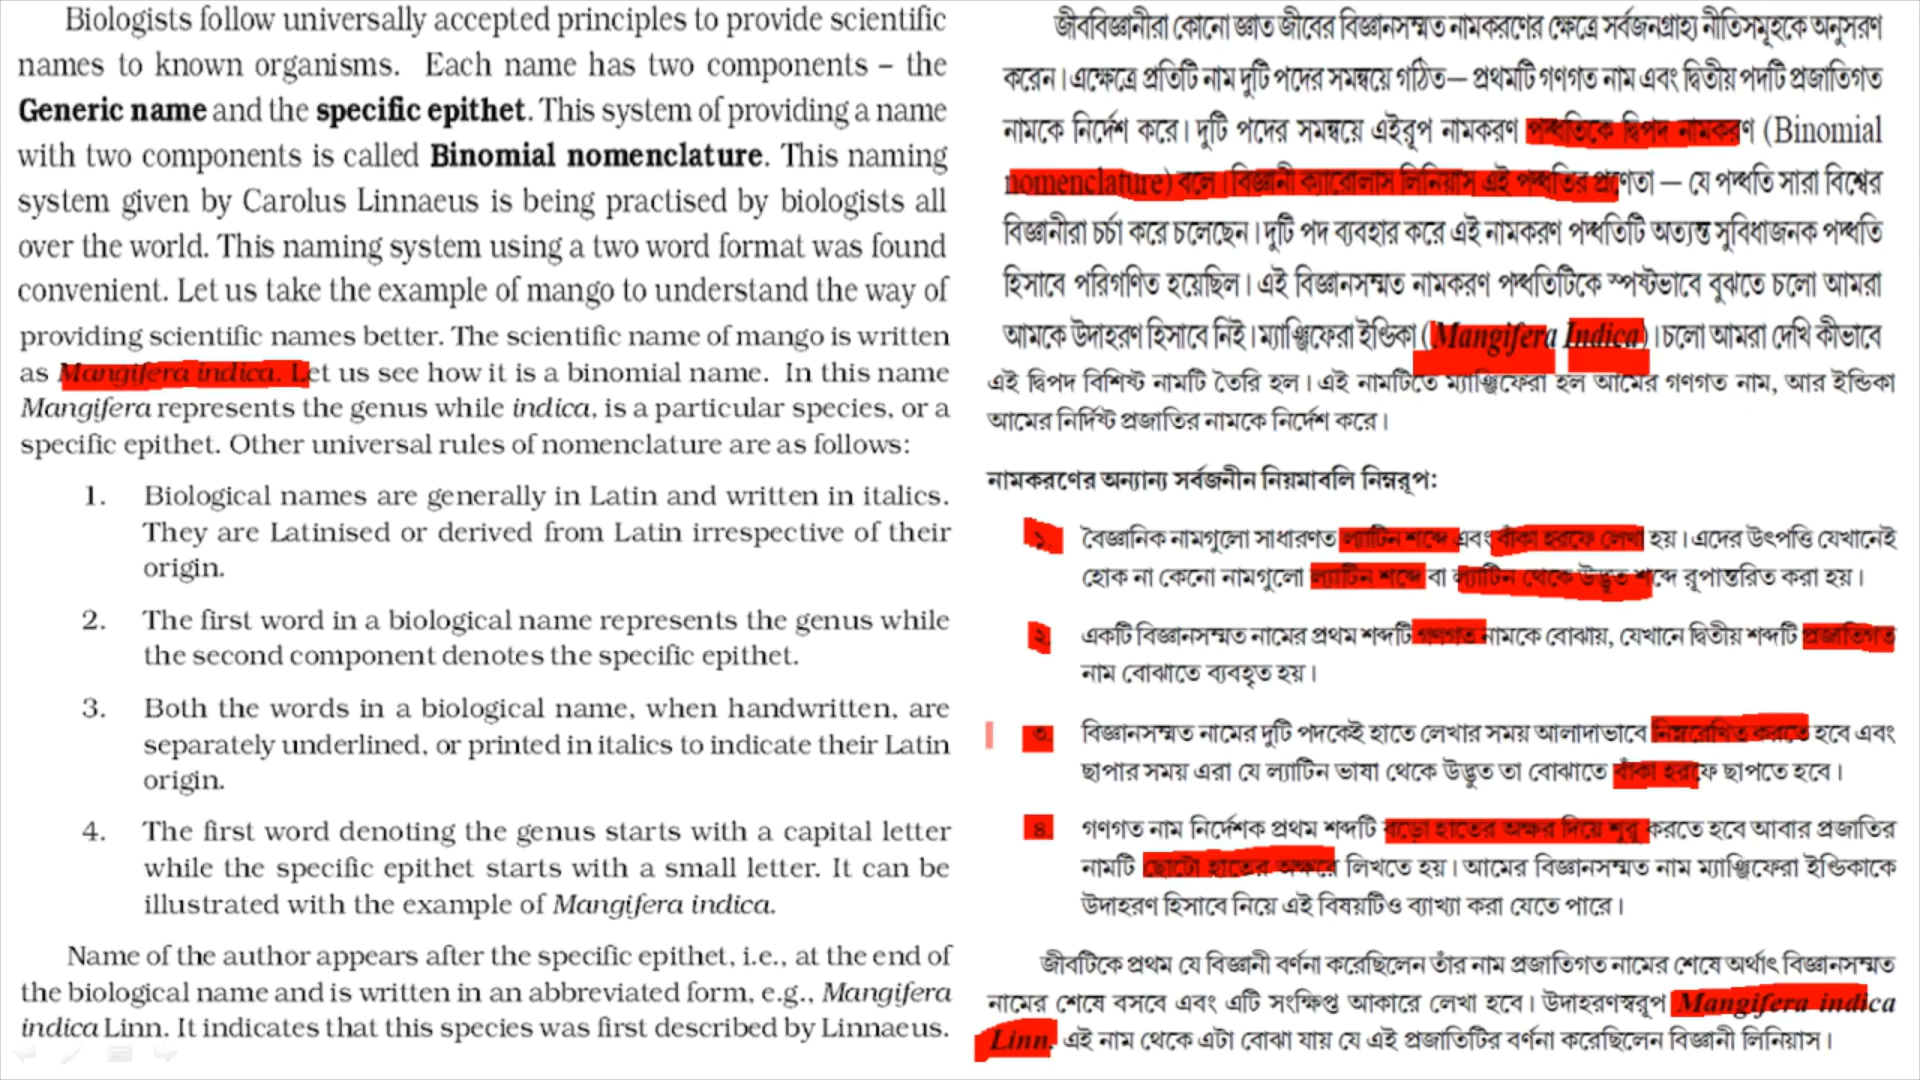 Biologists follow universally accepted principles to provide scientific
names to known organisms. Each name has two components – the
Generic name and the specific epithet. This system of providing a name
with two components is called Binomial nomenclature. This naming
system given by Carolus Linnaeus is being practised by biologists all
over the world. This naming system using a two word format was found
convenient. Let us take the example of mango to understand the way of
providing scientific names better. The scientific name of mango is written
as Mangifera indica. Let us see how it is a binomial name. In this name
Mangifera represents the genus while indica, is a particular species, or a
specific epithet. Other universal rules of nomenclature are as follows:
1. Biological names are generally in Latin and written in italics.
They are Latinised or derived from Latin irrespective of their
origin.
2. The first word in a biological name represents the genus while
the second component denotes the specific epithet.
3. Both the words in a biological name, when handwritten, are
separately underlined, or printed in italics to indicate their Latin
origin.
4. The first word denoting the genus starts with a capital letter
while the specific epithet starts with a small letter. It can be
illustrated with the example of Mangifera indica.
Name of the author appears after the specific epithet, i.e., at the end of
the biological name and is written in an abbreviated form, e.g., Mangifera
indica Linn. It indicates that this species was first described by Linnaeus.
জীববিজ্ঞানীরা কোনো জ্ঞাত জীবের বিজ্ঞানসম্মত নামকরণের ক্ষেত্রে সর্বজনগ্রাহ্য নীতিসমূহকে অনুসরণ
করেন। এক্ষেত্রে প্রতিটি নাম দুটি পদের সমন্বয়ে গঠিত— প্রথমটি গণগত নাম এবং দ্বিতীয় পদটি প্রজাতিগত
নামকে নির্দেশ করে। দুটি পদের সমন্বয়ে এইরূপ নামকরণ পদ্ধতিকে দ্বিপদ নামকরণ (Binomial
nomenclature) বলে। বিজ্ঞানী ক্যারোলাস লিনিয়াস এই পদ্ধতির প্রণেতা — যে পদ্ধতি সারা বিশ্বের
বিজ্ঞানীরা চর্চা করে চলেছেন। দুটি পদ ব্যবহার করে এই নামকরণ পদ্ধতিটি অত্যন্ত সুবিধাজনক পদ্ধতি
হিসাবে পরিগণিত হয়েছিল। এই বিজ্ঞানসম্মত নামকরণ পদ্ধতিটিকে স্পষ্টভাবে বুঝতে চলো আমরা
আমকে উদাহরণ হিসাবে নিই। ম্যাঞ্জিফেরা ইন্ডিকা (Mangifera Indica)। চলো আমরা দেখি কীভাবে
এই দ্বিপদ বিশিষ্ট নামটি তৈরি হল। এই নামটিতে ম্যাঞ্জিফেরা হল আমের গণগত নাম, আর ইন্ডিকা
আমের নির্দিষ্ট প্রজাতির নামকে নির্দেশ করে।
নামকরণের অন্যান্য সর্বজনীন নিয়মাবলি নিম্নরূপ:
১. বৈজ্ঞানিক নামগুলো সাধারণত ল্যাটিন শব্দে এবং বাঁকা হরফে লেখা হয়। এদের উৎপত্তি যেখানেই
হোক না কেনো নামগুলো ল্যাটিন শব্দে বা ল্যাটিন থেকে উদ্ভূত শব্দে রূপান্তরিত করা হয়।
২. একটি বিজ্ঞানসম্মত নামের প্রথম শব্দটি গণগত নামকে বোঝায়, যেখানে দ্বিতীয় শব্দটি প্রজাতিগত
নাম বোঝাতে ব্যবহৃত হয়।
৩. বিজ্ঞানসম্মত নামের দুটি পদকেই হাতে লেখার সময় আলাদাভাবে নিম্নরেখিত করতে হবে এবং
ছাপার সময় এরা যে ল্যাটিন ভাষা থেকে উদ্ভূত তা বোঝাতে বাঁকা হরফে ছাপতে হবে।
৪. গণগত নাম নির্দেশক প্রথম শব্দটি বড়ো হাতের অক্ষর দিয়ে শুরু করতে হবে আবার প্রজাতির
নামটি ছোটো হাতের অক্ষরে লিখতে হয়। আমের বিজ্ঞানসম্মত নাম ম্যাঞ্জিফেরা ইন্ডিকাকে
উদাহরণ হিসাবে নিয়ে এই বিষয়টিও ব্যাখ্যা করা যেতে পারে।
জীবটিকে প্রথম যে বিজ্ঞানী বর্ণনা করেছিলেন তাঁর নাম প্রজাতিগত নামের শেষে অর্থাৎ বিজ্ঞানসম্মত
নামের শেষে বসবে এবং এটি সংক্ষিপ্ত আকারে লেখা হবে। উদাহরণস্বরূপ Mangifera indica
Linn. এই নাম থেকে এটা বোঝা যায় যে এই প্রজাতিটির বর্ণনা করেছিলেন বিজ্ঞানী লিনিয়াস।